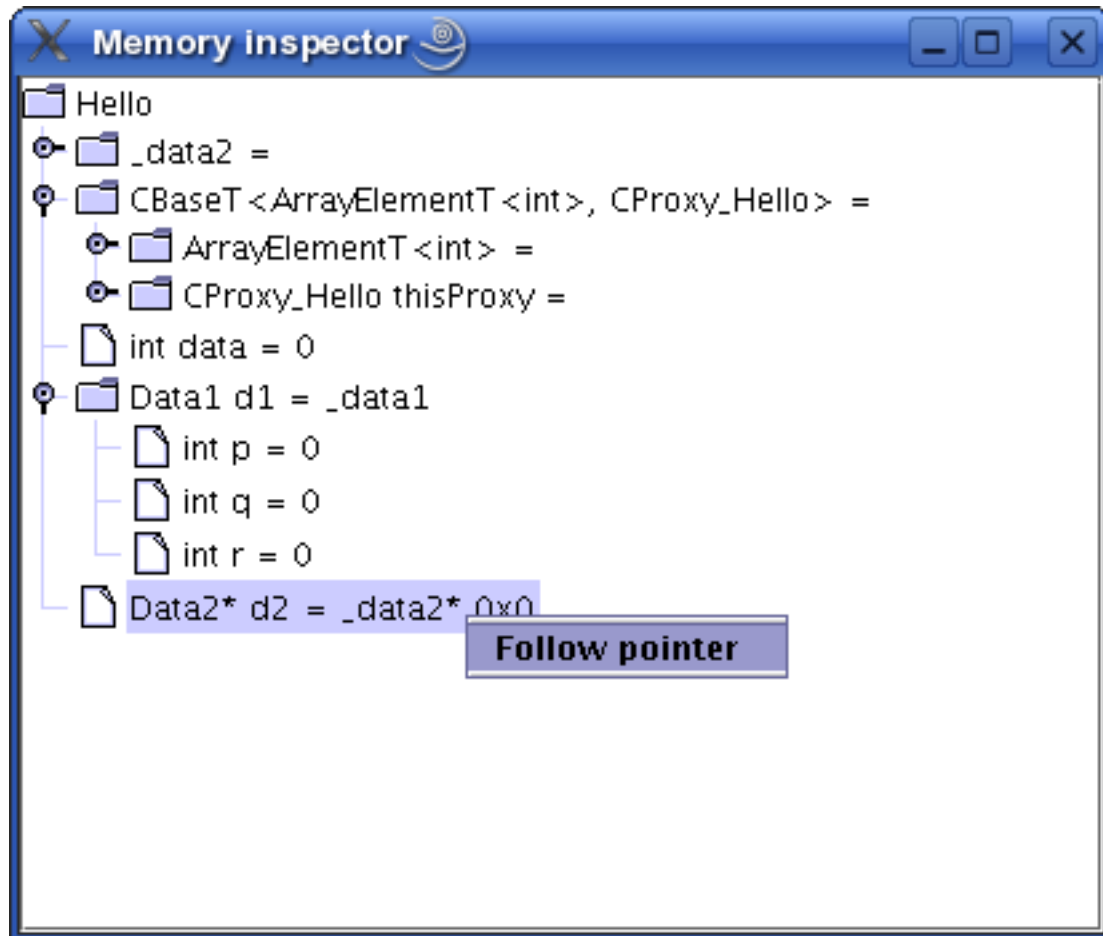 Memory inspector
Hello
_data2 =
CBaseT<ArrayElementT<int>, CProxy_Hello> =
ArrayElementT<int> =
CProxy_Hello thisProxy =
int data = 0
Data1 d1 = _data1
int p = 0
int q = 0
int r = 0
Data2* d2 = _data2* 0x0
Follow pointer